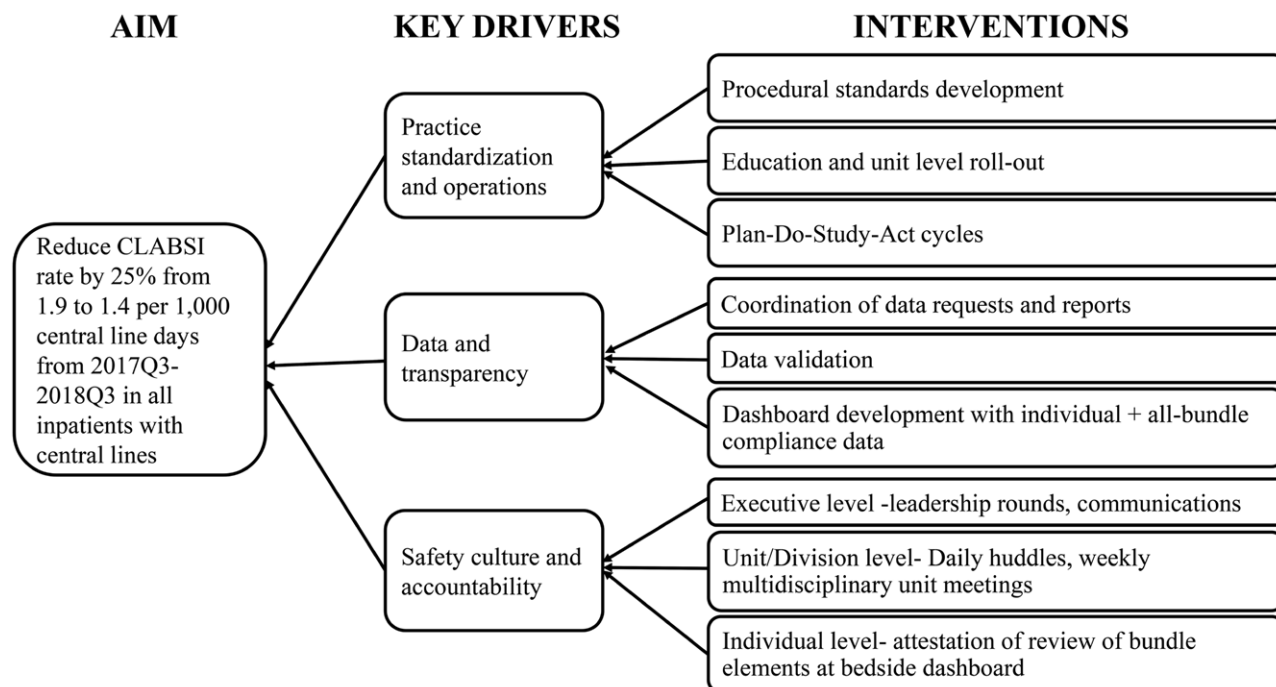 AIM
KEY DRIVERS
INTERVENTIONS
Reduce CLABSI
rate by 25% from
1.9 to 1.4 per 1,000
central line days
from 2017Q3-
2018Q3 in all
inpatients with
central lines
Practice
standardization
and operations
Data and
transparency
Safety culture and
accountability
Procedural standards development
Education and unit level roll-out
Plan-Do-Study-Act cycles
Coordination of data requests and reports
Data validation
Dashboard development with individual + all-bundle
compliance data
Executive level -leadership rounds, communications
Unit/Division level- Daily huddles, weekly
multidisciplinary unit meetings
Individual level- attestation of review of bundle
elements at bedside dashboard